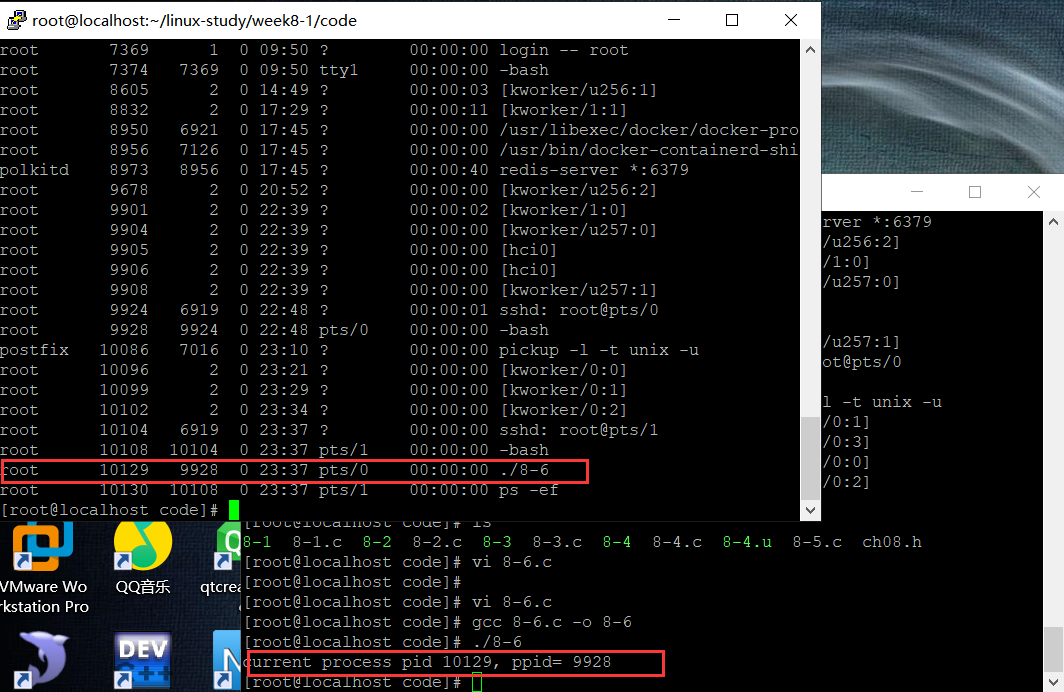 root@localhost:~/linux-study/week8-1/code
root 7369 1 0 09:50 ? 00:00:00 login -- root
root 7374 7369 0 09:50 tty1 00:00:00 -bash
root 8605 2 0 14:49 ? 00:00:03 [kworker/u256:1]
root 8832 2 0 17:29 ? 00:00:11 [kworker/1:1]
root 8950 6921 0 17:45 ? 00:00:00 /usr/libexec/docker/docker-pro
root 8956 7126 0 17:45 ? 00:00:00 /usr/bin/docker-containerd-shi
polkitd 8973 8956 0 17:45 ? 00:00:40 redis-server *:6379
root 9678 2 0 20:52 ? 00:00:00 [kworker/u256:2]
root 9901 2 0 22:39 ? 00:00:02 [kworker/1:0]
root 9904 2 0 22:39 ? 00:00:00 [kworker/u257:0]
root 9905 2 0 22:39 ? 00:00:00 [hci0]
root 9906 2 0 22:39 ? 00:00:00 [hci0]
root 9908 2 0 22:39 ? 00:00:00 [kworker/u257:1]
root 9924 6919 0 22:48 ? 00:00:01 sshd: root@pts/0
root 9928 9924 0 22:48 pts/0 00:00:00 -bash
postfix 10086 7016 0 23:10 ? 00:00:00 pickup -l -t unix -u
root 10096 2 0 23:21 ? 00:00:00 [kworker/0:0]
root 10099 2 0 23:29 ? 00:00:00 [kworker/0:1]
root 10102 2 0 23:34 ? 00:00:00 [kworker/0:2]
root 10104 6919 0 23:37 ? 00:00:00 sshd: root@pts/1
root 10108 10104 0 23:37 pts/1 00:00:00 -bash
root 10129 9928 0 23:37 pts/0 00:00:00 ./8-6
root 10130 10108 0 23:37 pts/1 00:00:00 ps -ef
[root@localhost code]#
rver *:6379
/u256:2]
/1:0]
/u257:0]
/u257:1]
ot@pts/0
l -t unix -u
/0:1]
/0:3]
/0:0]
/0:2]
[root@localhost code]# ls
8-1 8-1.c 8-2 8-2.c 8-3 8-3.c 8-4 8-4.c 8-4.u 8-5.c ch08.h
[root@localhost code]# vi 8-6.c
[root@localhost code]#
[root@localhost code]# vi 8-6.c
[root@localhost code]# gcc 8-6.c -o 8-6
[root@localhost code]# ./8-6
current process pid 10129, ppid= 9928
[root@localhost code]#
VMware Wo
rkstation Pro
QQ音乐
qtcrea
DEV